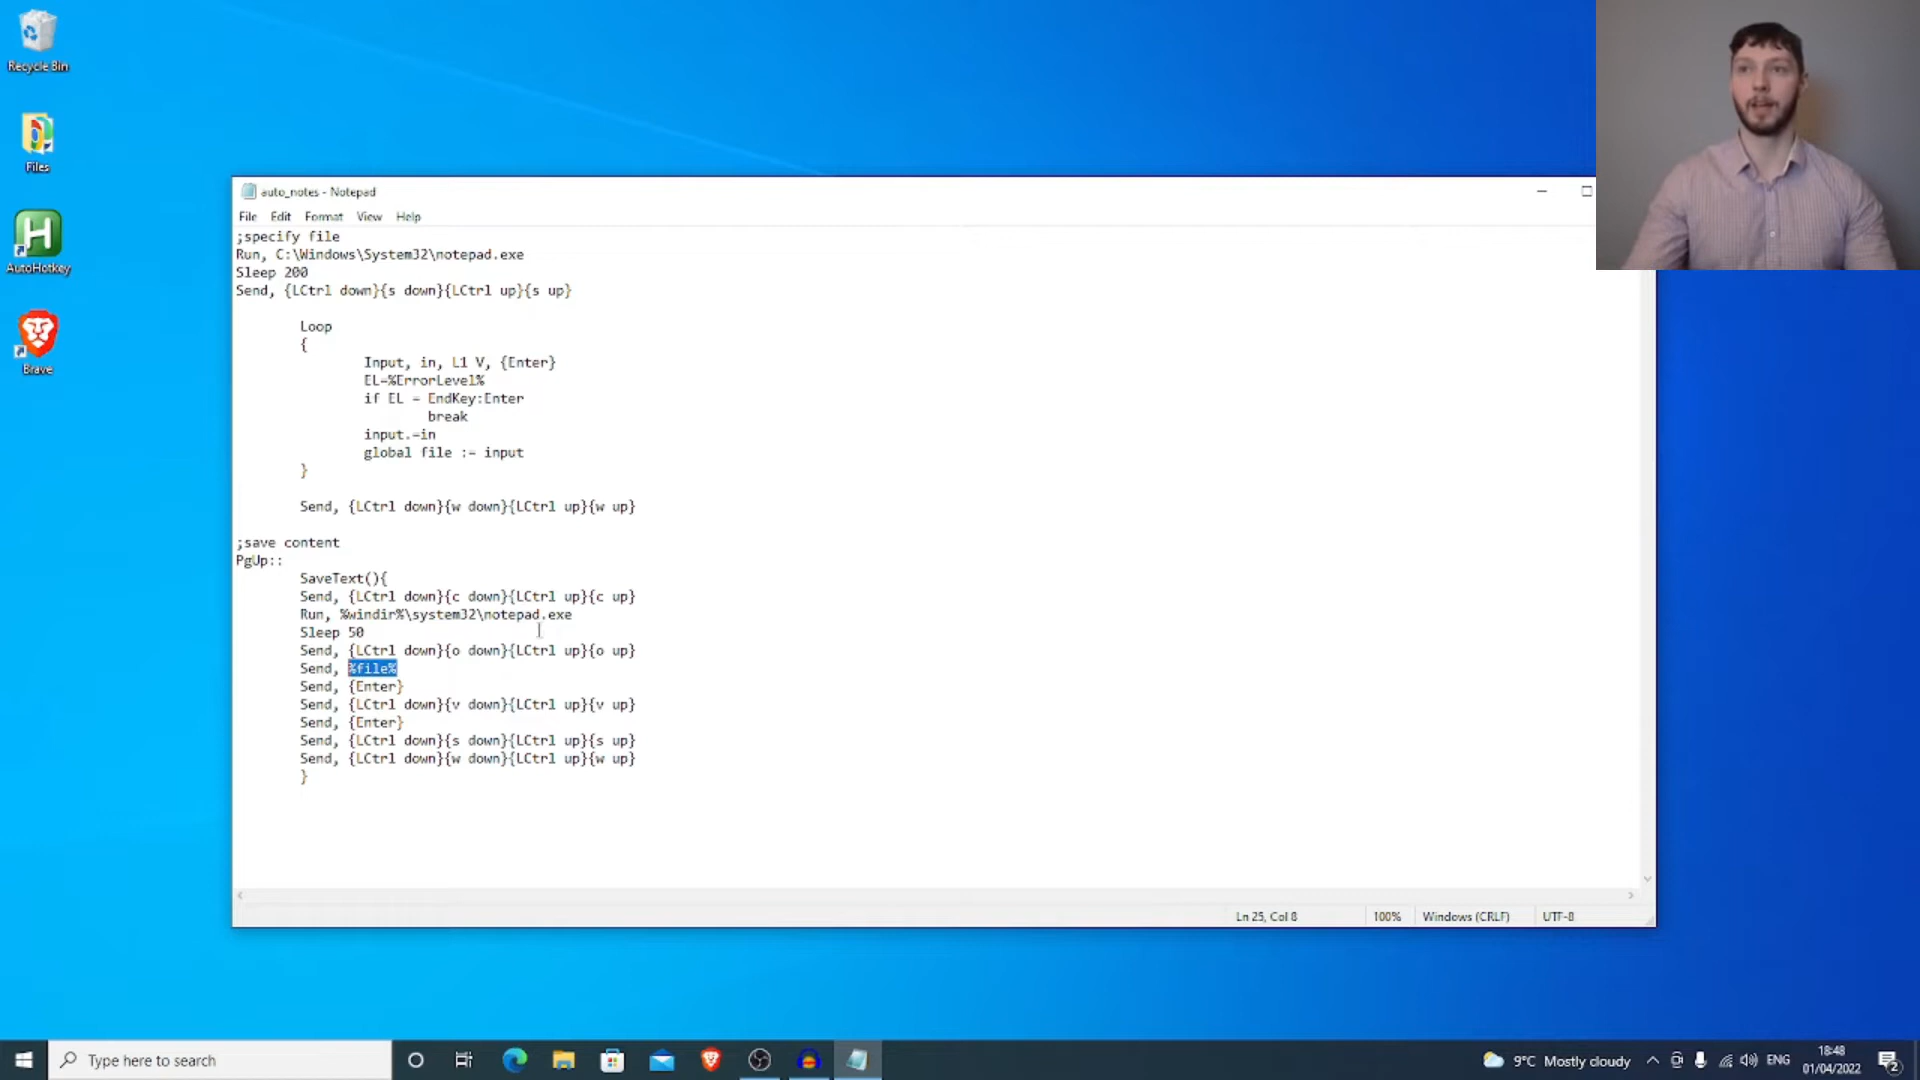 Recycle Bin
Files
AutoHotkey
Brave
auto_notes - Notepad
File Edit Format View Help
;specify file
Run, C:\Windows\System32\notepad.exe
Sleep 200
Send, {LCtrl down}{s down}{LCtrl up}{s up}
Loop
{
Input, in, L1 V, {Enter}
EL=%ErrorLevel%
if EL = EndKey:Enter
break
input.=in
global file := input
}
Send, {LCtrl down}{w down}{LCtrl up}{w up}
;save content
PgUp::
SaveText(){
Send, {LCtrl down}{c down}{LCtrl up}{c up}
Run, %windir%\system32\notepad.exe
Sleep 50
Send, {LCtrl down}{o down}{LCtrl up}{o up}
Send, %file%
Send, {Enter}
Send, {LCtrl down}{v down}{LCtrl up}{v up}
Send, {Enter}
Send, {LCtrl down}{s down}{LCtrl up}{s up}
Send, {LCtrl down}{w down}{LCtrl up}{w up}
}
Ln 25, Col 8 100% Windows (CRLF) UTF-8
Type here to search
9°C Mostly cloudy
ENG
18:48
01/04/2022
2